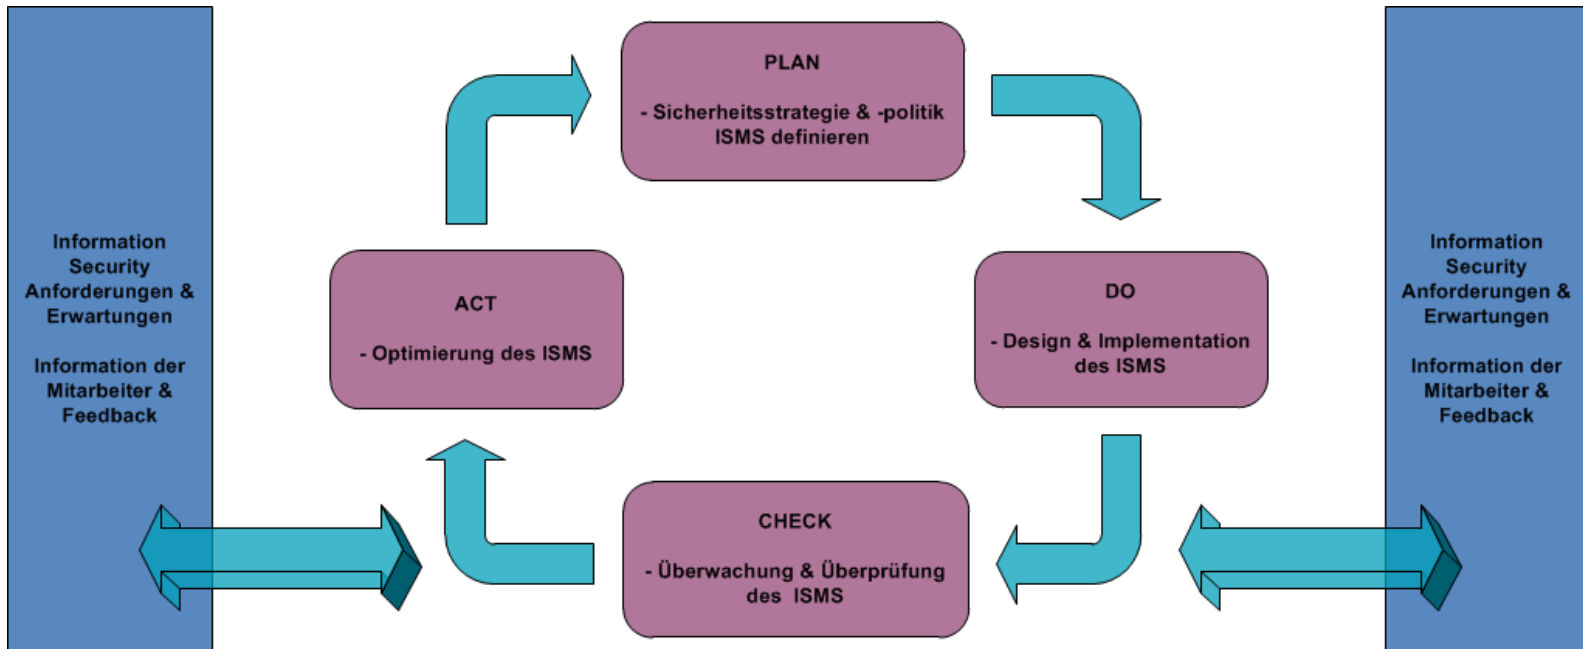 PLAN
- Sicherheitsstrategie & -politik
ISMS definieren
Information
Security
Anforderungen &
Erwartungen
Information der
Mitarbeiter &
Feedback
ACT
- Optimierung des ISMS
DO
- Design & Implementation
des ISMS
Information
Security
Anforderungen &
Erwartungen
Information der
Mitarbeiter &
Feedback
CHECK
- Überwachung & Überprüfung
des ISMS